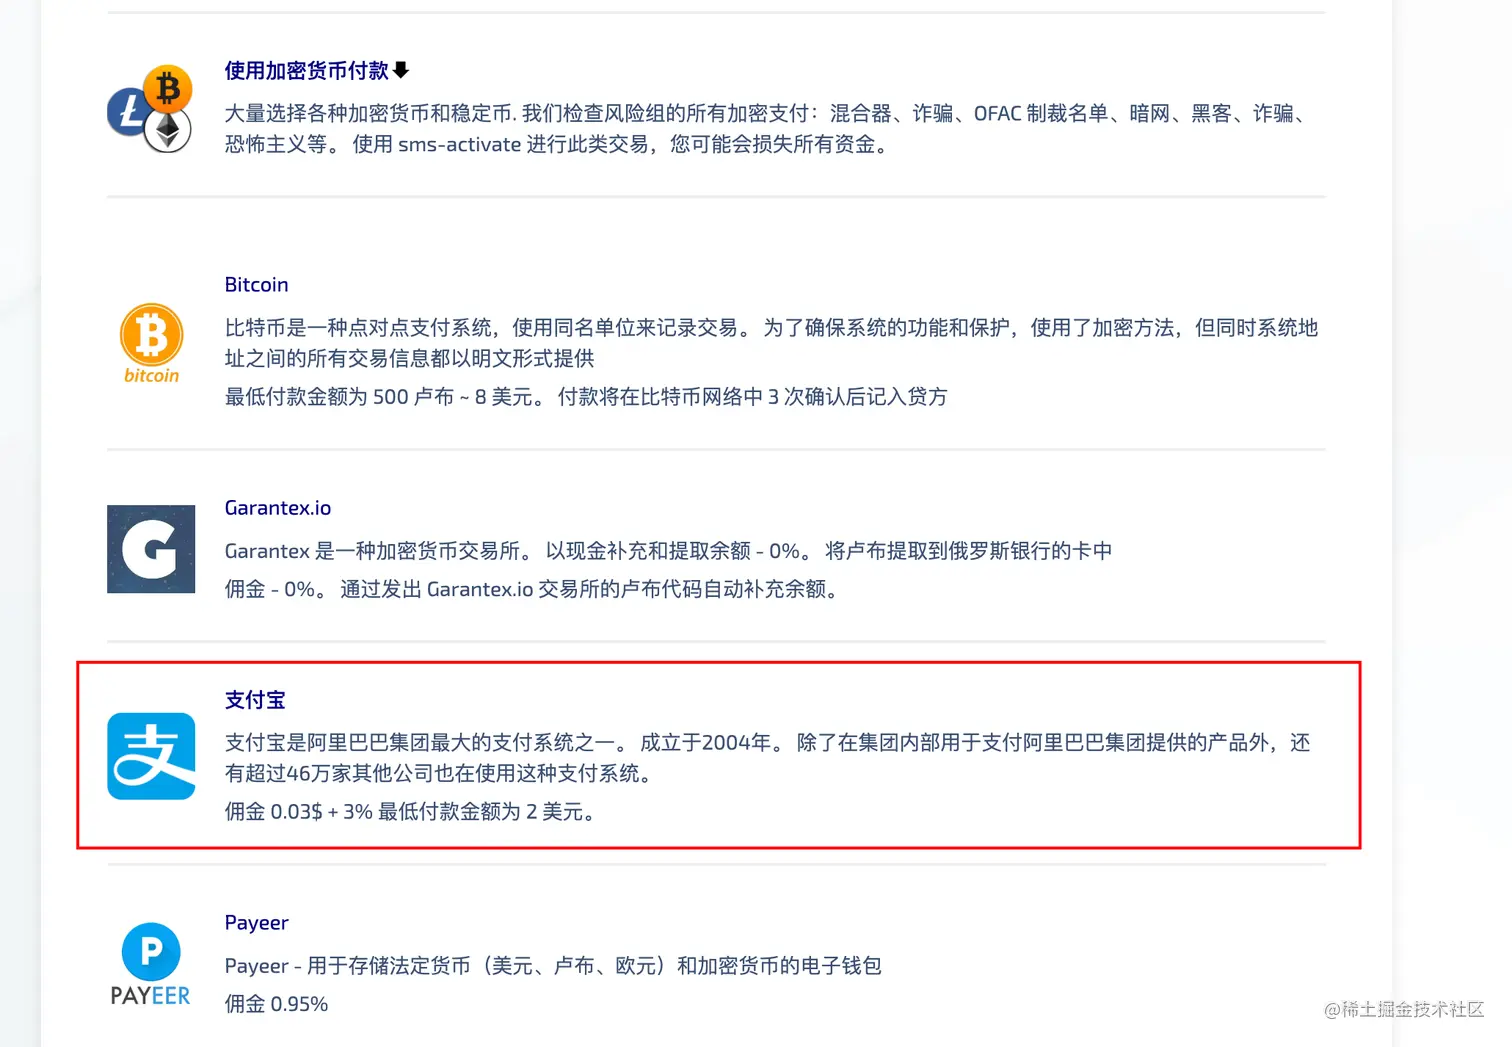 使用加密货币付款⬇
大量选择各种加密货币和稳定币. 我们检查风险组的所有加密支付：混合器、诈骗、OFAC 制裁名单、暗网、黑客、诈骗、
恐怖主义等。 使用 sms-activate 进行此类交易，您可能会损失所有资金。
Bitcoin
比特币是一种点对点支付系统，使用同名单位来记录交易。 为了确保系统的功能和保护，使用了加密方法，但同时系统地
址之间的所有交易信息都以明文形式提供
bitcoin
最低付款金额为 500 卢布 ~ 8 美元。 付款将在比特币网络中 3 次确认后记入贷方
Garantex.io
G
Garantex 是一种加密货币交易所。 以现金补充和提取余额 - 0%。 将卢布提取到俄罗斯银行的卡中
佣金 - 0%。 通过发出 Garantex.io 交易所的卢布代码自动补充余额。
支付宝
支
支付宝是阿里巴巴集团最大的支付系统之一。 成立于2004年。 除了在集团内部用于支付阿里巴巴集团提供的产品外，还
有超过46万家其他公司也在使用这种支付系统。
佣金 0.03$ + 3% 最低付款金额为 2 美元。
Payeer
P
PAYEER
Payeer - 用于存储法定货币（美元、卢布、欧元）和加密货币的电子钱包
佣金 0.95%
@稀土掘金技术社区